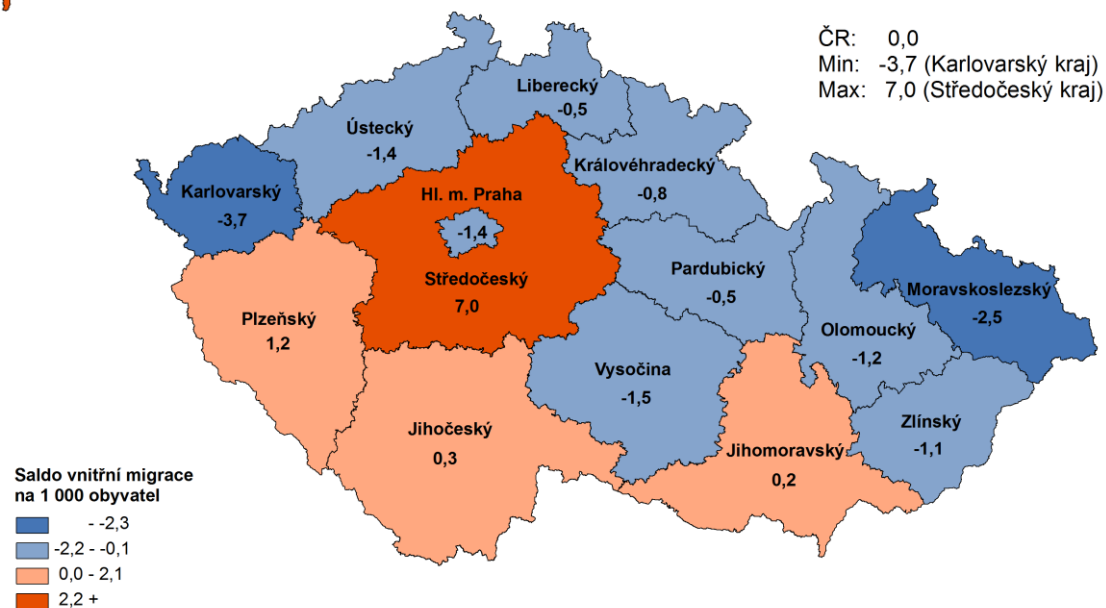 ČR: 0,0
Min: -3,7 (Karlovarský kraj)
Max: 7,0 (Středočeský kraj)
Liberecký
-0,5
Ústecký
-1,4
Královéhradecký
-0,8
Karlovarský
-3,7
Hl. m. Praha
-1,4
Středočeský
7,0
Pardubický
-0,5
Moravskoslezský
-2,5
Plzeňský
1,2
Olomoucký
-1,2
Vysočina
-1,5
Jihočeský
0,3
Jihomoravský
0,2
Zlínský
-1,1
Saldo vnitřní migrace
na 1 000 obyvatel
- -2,3
-2,2 - -0,1
0,0 - 2,1
2,2 +